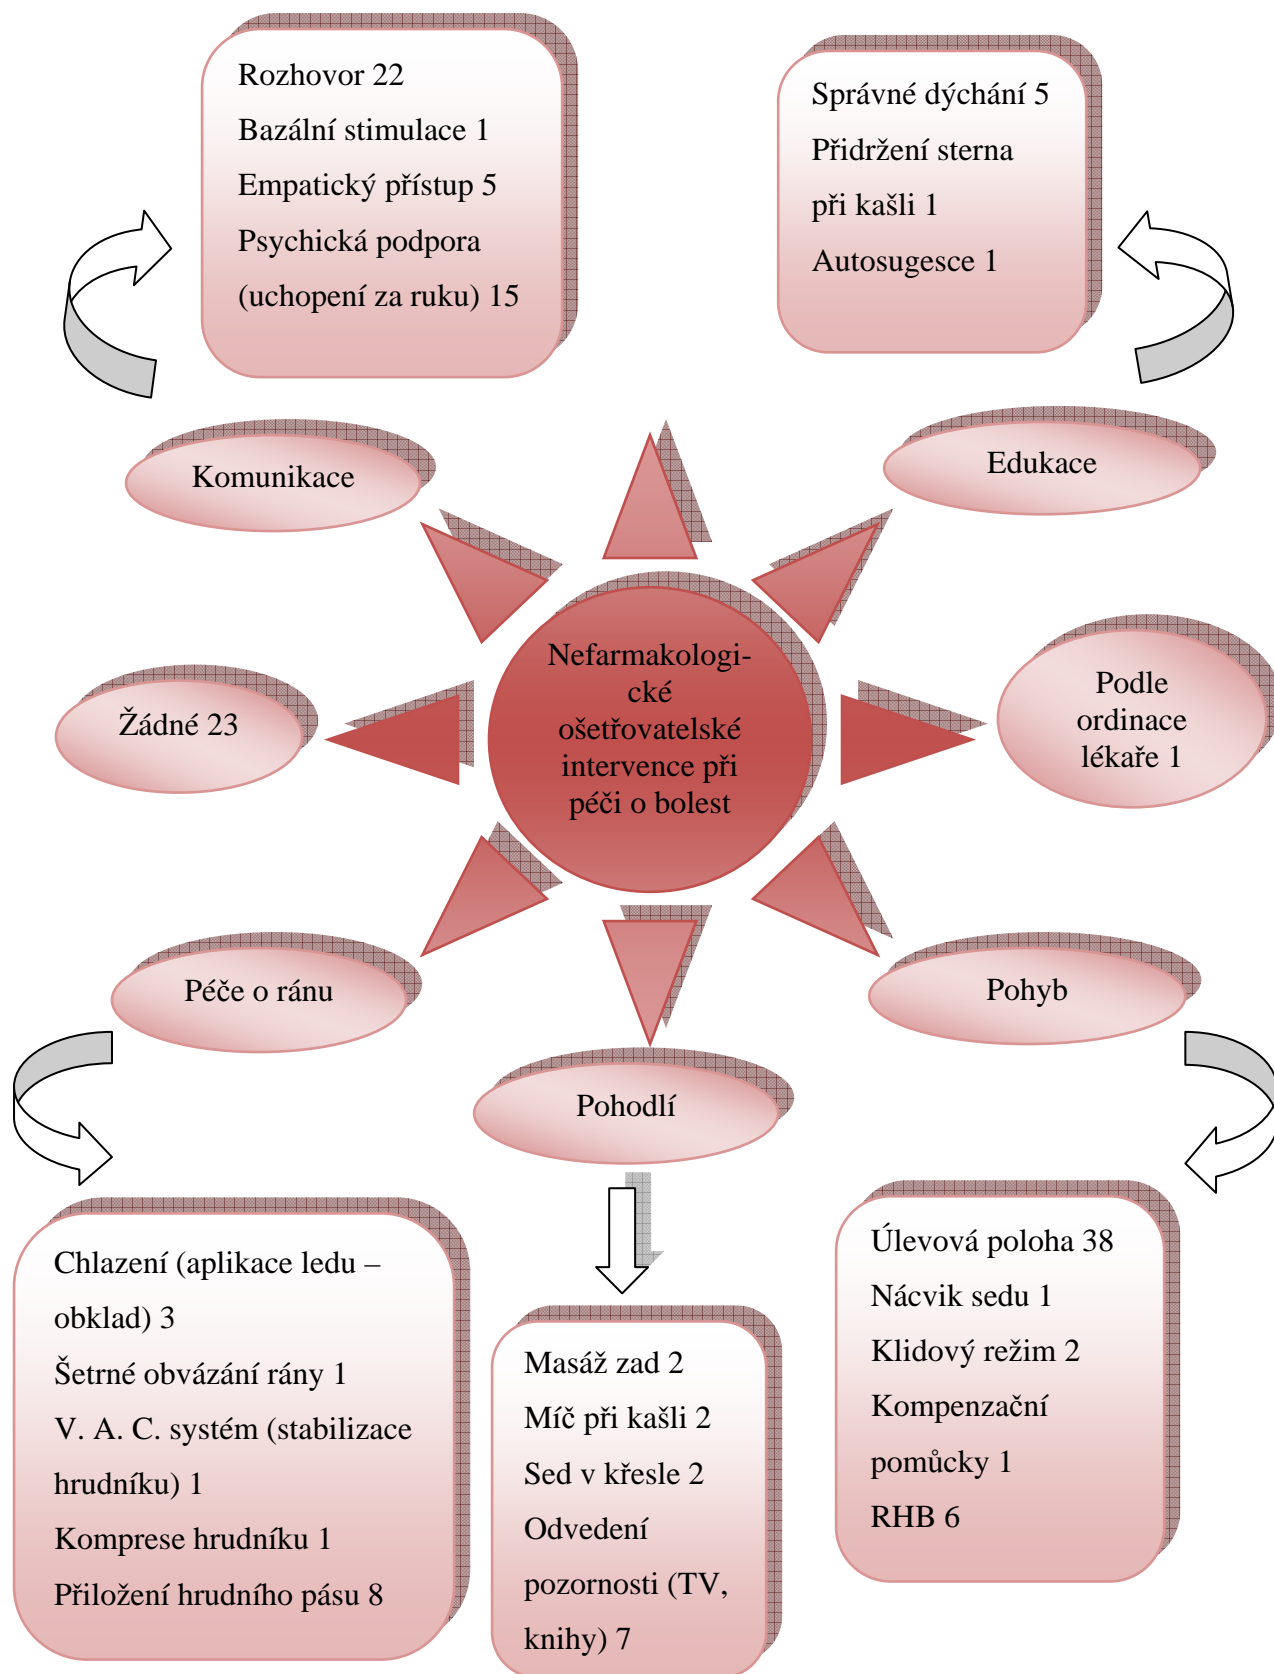 Rozhovor 22
Bazální stimulace 1
Empatický přístup 5
Psychická podpora
(uchopení za ruku) 15
Správné dýchání 5
Přidržení sterna
při kašli 1
Autosugesce 1
Komunikace
Edukace
Nefarmakologi-
cké
ošetřovatelské
intervence při
péči o bolest
Žádné 23
Podle
ordinace
lékaře 1
Péče o ránu
Pohodlí
Pohyb
Chlazení (aplikace ledu –
obklad) 3
Šetrné obvázání rány 1
V. A. C. systém (stabilizace
hrudníku) 1
Komprese hrudníku 1
Přiložení hrudního pásu 8
Masáž zad 2
Míč při kašli 2
Sed v křesle 2
Odvedení
pozornosti (TV,
knihy) 7
Úlevová poloha 38
Nácvik sedu 1
Klidový režim 2
Kompenzační
pomůcky 1
RHB 6